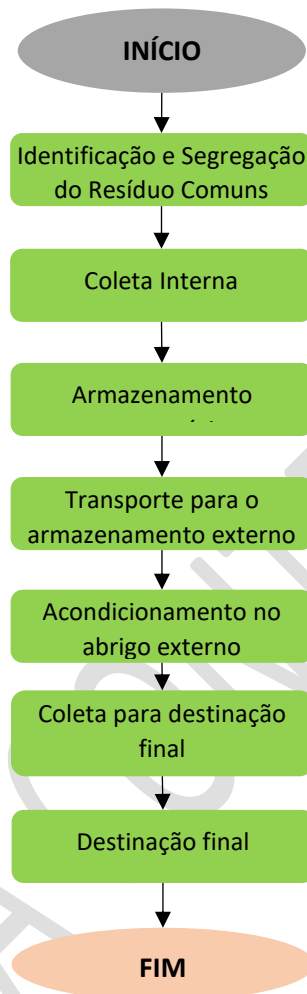 INÍCIO
Identificação e Segregação
do Resíduo Comuns
Coleta Interna
Armazenamento
Transporte para o
armazenamento externo
Acondicionamento no
abrigo externo
Coleta para destinação
final
Destinação final
FIM